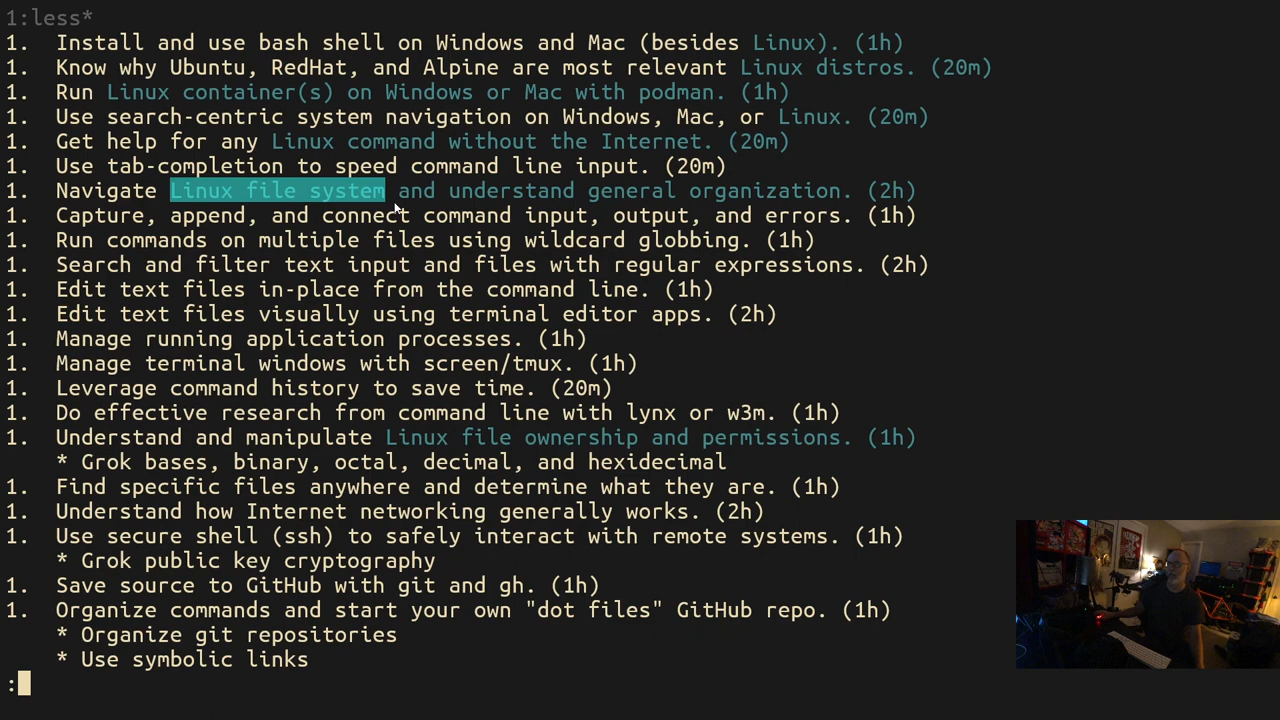 1:less*
1.  Install and use bash shell on Windows and Mac (besides Linux). (1h)
1.  Know why Ubuntu, RedHat, and Alpine are most relevant Linux distros. (20m)
1.  Run Linux container(s) on Windows or Mac with podman. (1h)
1.  Use search-centric system navigation on Windows, Mac, or Linux. (20m)
1.  Get help for any Linux command without the Internet. (20m)
1.  Use tab-completion to speed command line input. (20m)
1.  Navigate Linux file system and understand general organization. (2h)
1.  Capture, append, and connect command input, output, and errors. (1h)
1.  Run commands on multiple files using wildcard globbing. (1h)
1.  Search and filter text input and files with regular expressions. (2h)
1.  Edit text files in-place from the command line. (1h)
1.  Edit text files visually using terminal editor apps. (2h)
1.  Manage running application processes. (1h)
1.  Manage terminal windows with screen/tmux. (1h)
1.  Leverage command history to save time. (20m)
1.  Do effective research from command line with lynx or w3m. (1h)
1.  Understand and manipulate Linux file ownership and permissions. (1h)
    * Grok bases, binary, octal, decimal, and hexidecimal
1.  Find specific files anywhere and determine what they are. (1h)
1.  Understand how Internet networking generally works. (2h)
1.  Use secure shell (ssh) to safely interact with remote systems. (1h)
    * Grok public key cryptography
1.  Save source to GitHub with git and gh. (1h)
1.  Organize commands and start your own "dot files" GitHub repo. (1h)
    * Organize git repositories
    * Use symbolic links
: